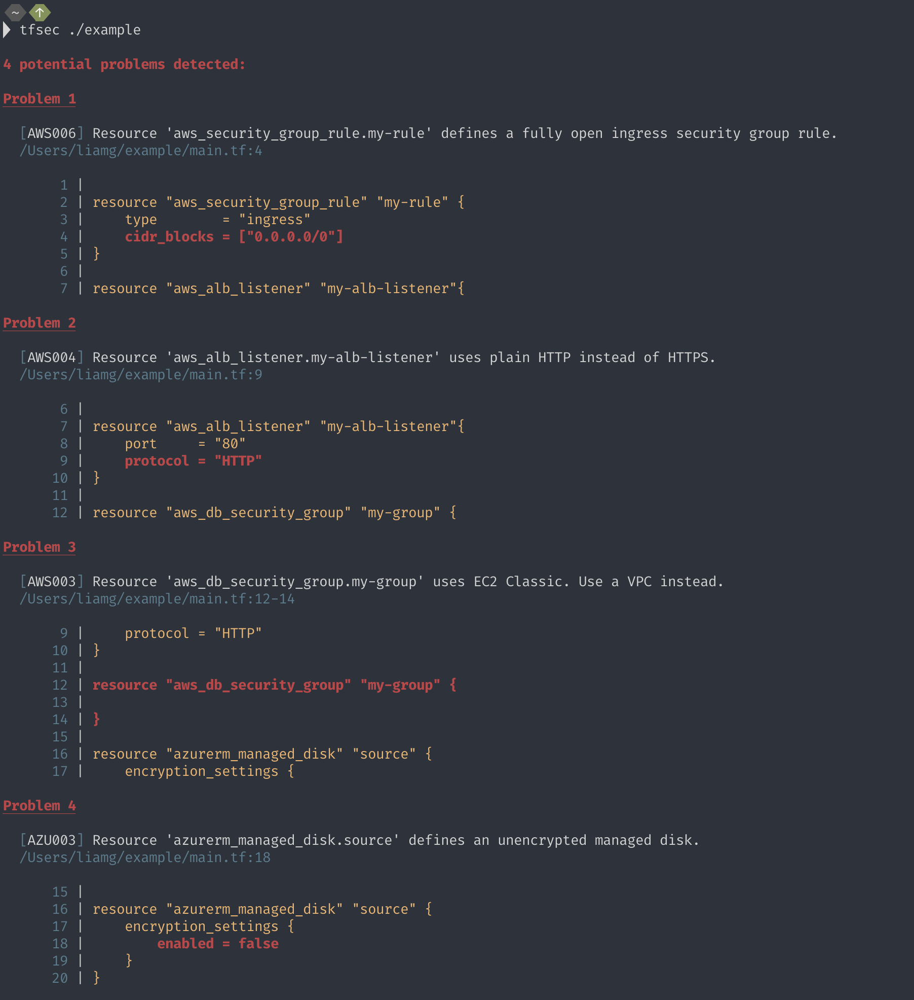 ~ ↑
tfsec ./example
4 potential problems detected:
Problem 1
[AWS006] Resource 'aws_security_group_rule.my-rule' defines a fully open ingress security group rule.
/Users/liamg/example/main.tf:4
1 |
2 | resource "aws_security_group_rule" "my-rule" {
3 |     type        = "ingress"
4 |     cidr_blocks = ["0.0.0.0/0"]
5 | }
6 |
7 | resource "aws_alb_listener" "my-alb-listener"{
Problem 2
[AWS004] Resource 'aws_alb_listener.my-alb-listener' uses plain HTTP instead of HTTPS.
/Users/liamg/example/main.tf:9
6 |
7 | resource "aws_alb_listener" "my-alb-listener"{
8 |     port     = "80"
9 |     protocol = "HTTP"
10 | }
11 |
12 | resource "aws_db_security_group" "my-group" {
Problem 3
[AWS003] Resource 'aws_db_security_group.my-group' uses EC2 Classic. Use a VPC instead.
/Users/liamg/example/main.tf:12-14
9 |     protocol = "HTTP"
10 | }
11 |
12 | resource "aws_db_security_group" "my-group" {
13 |
14 | }
15 |
16 | resource "azurerm_managed_disk" "source" {
17 |     encryption_settings {
Problem 4
[AZU003] Resource 'azurerm_managed_disk.source' defines an unencrypted managed disk.
/Users/liamg/example/main.tf:18
15 |
16 | resource "azurerm_managed_disk" "source" {
17 |     encryption_settings {
18 |         enabled = false
19 |     }
20 | }